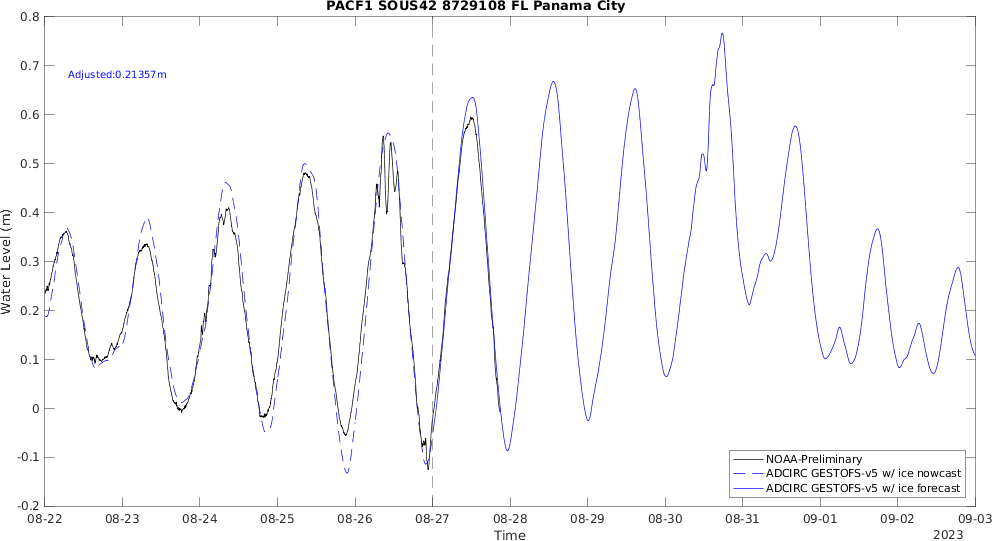 PACF1 SOUS42 8729108 FL Panama City
0.8
0.7
Adjusted:0.21357m
0.6
0.5
0.4
0.3
Water Level (m)
0.2
0.1
0
-0.1
-0.2
NOAA-Preliminary
ADCIRC GESTOFS-v5 w/ ice nowcast
ADCIRC GESTOFS-v5 w/ ice forecast
08-22 08-23 08-24 08-25 08-26 08-27 08-28 08-29 08-30 08-31 09-01 09-02 09-03
Time 2023